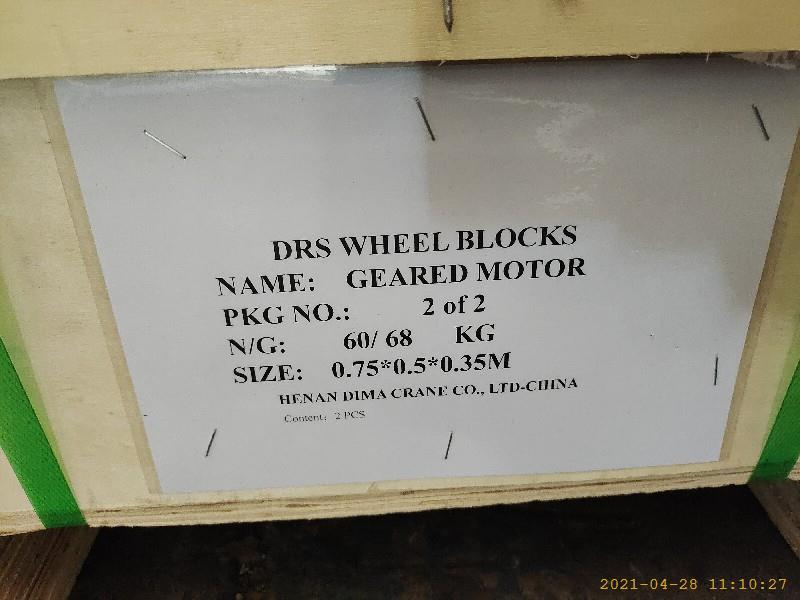 DRS WHEEL BLOCKS
NAME: GEARED MOTOR
PKG NO.: 2 of 2
N/G: 60/ 68 KG
SIZE: 0.75*0.5*0.35M
HENAN DIMA CRANE CO., LTD-CHINA
Content: 2 PCS
2021-04-28 11:10:27